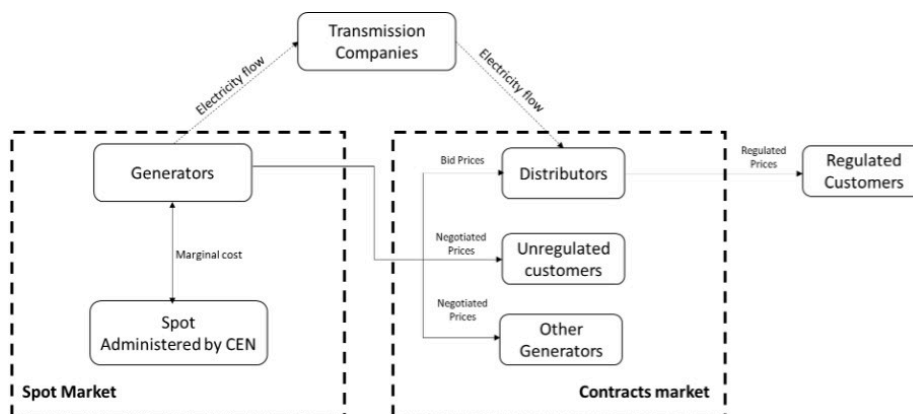 Transmission
Companies
Electricity flow
Electricity flow
Generators
Bid Prices
Distributors
Regulated
Prices
Regulated
Customers
Marginal cost
Negotiated
Prices
Unregulated
customers
Spot
Administered by CEN
Negotiated
Prices
Other
Generators
Spot Market
Contracts market